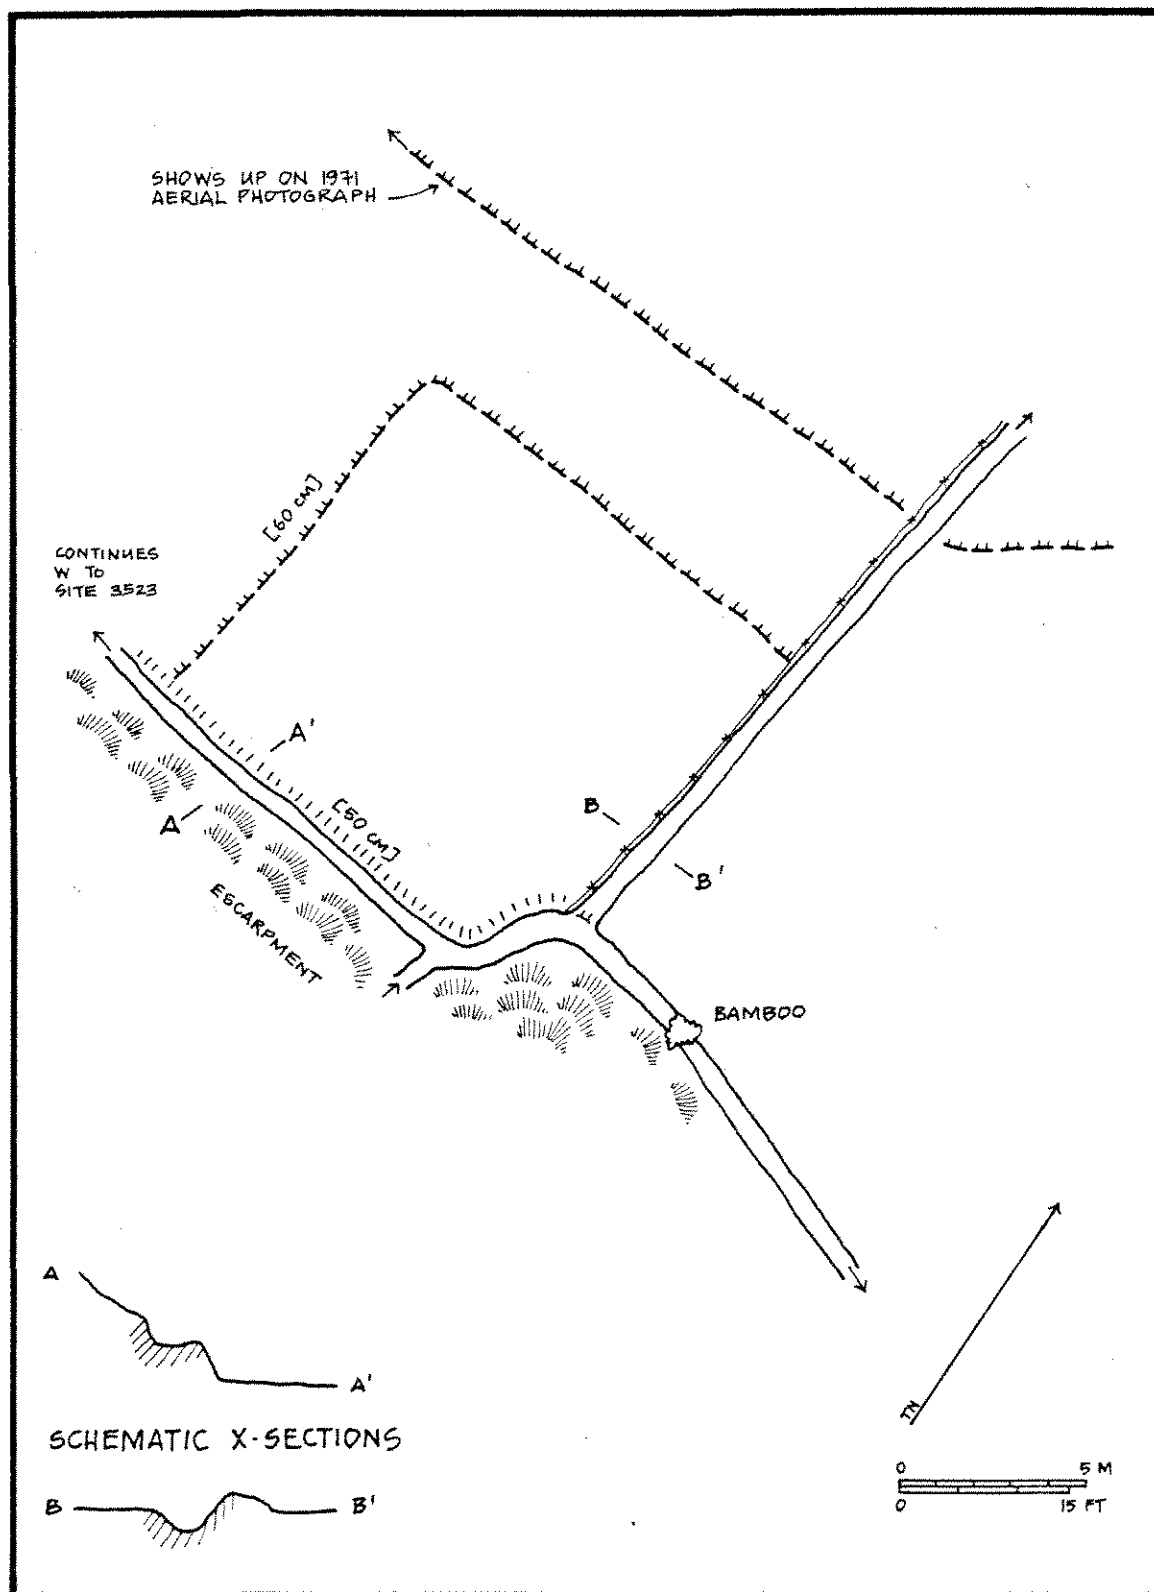 SHOWS UP ON 1971
AERIAL PHOTOGRAPH
[60 CM]
CONTINUES
W TO
SITE 3523
A'
A
[50 CM]
B
B'
ESCARPMENT
BAMBOO
A
A'
SCHEMATIC X-SECTIONS
B
B'
TN
0 5 M
0 15 FT